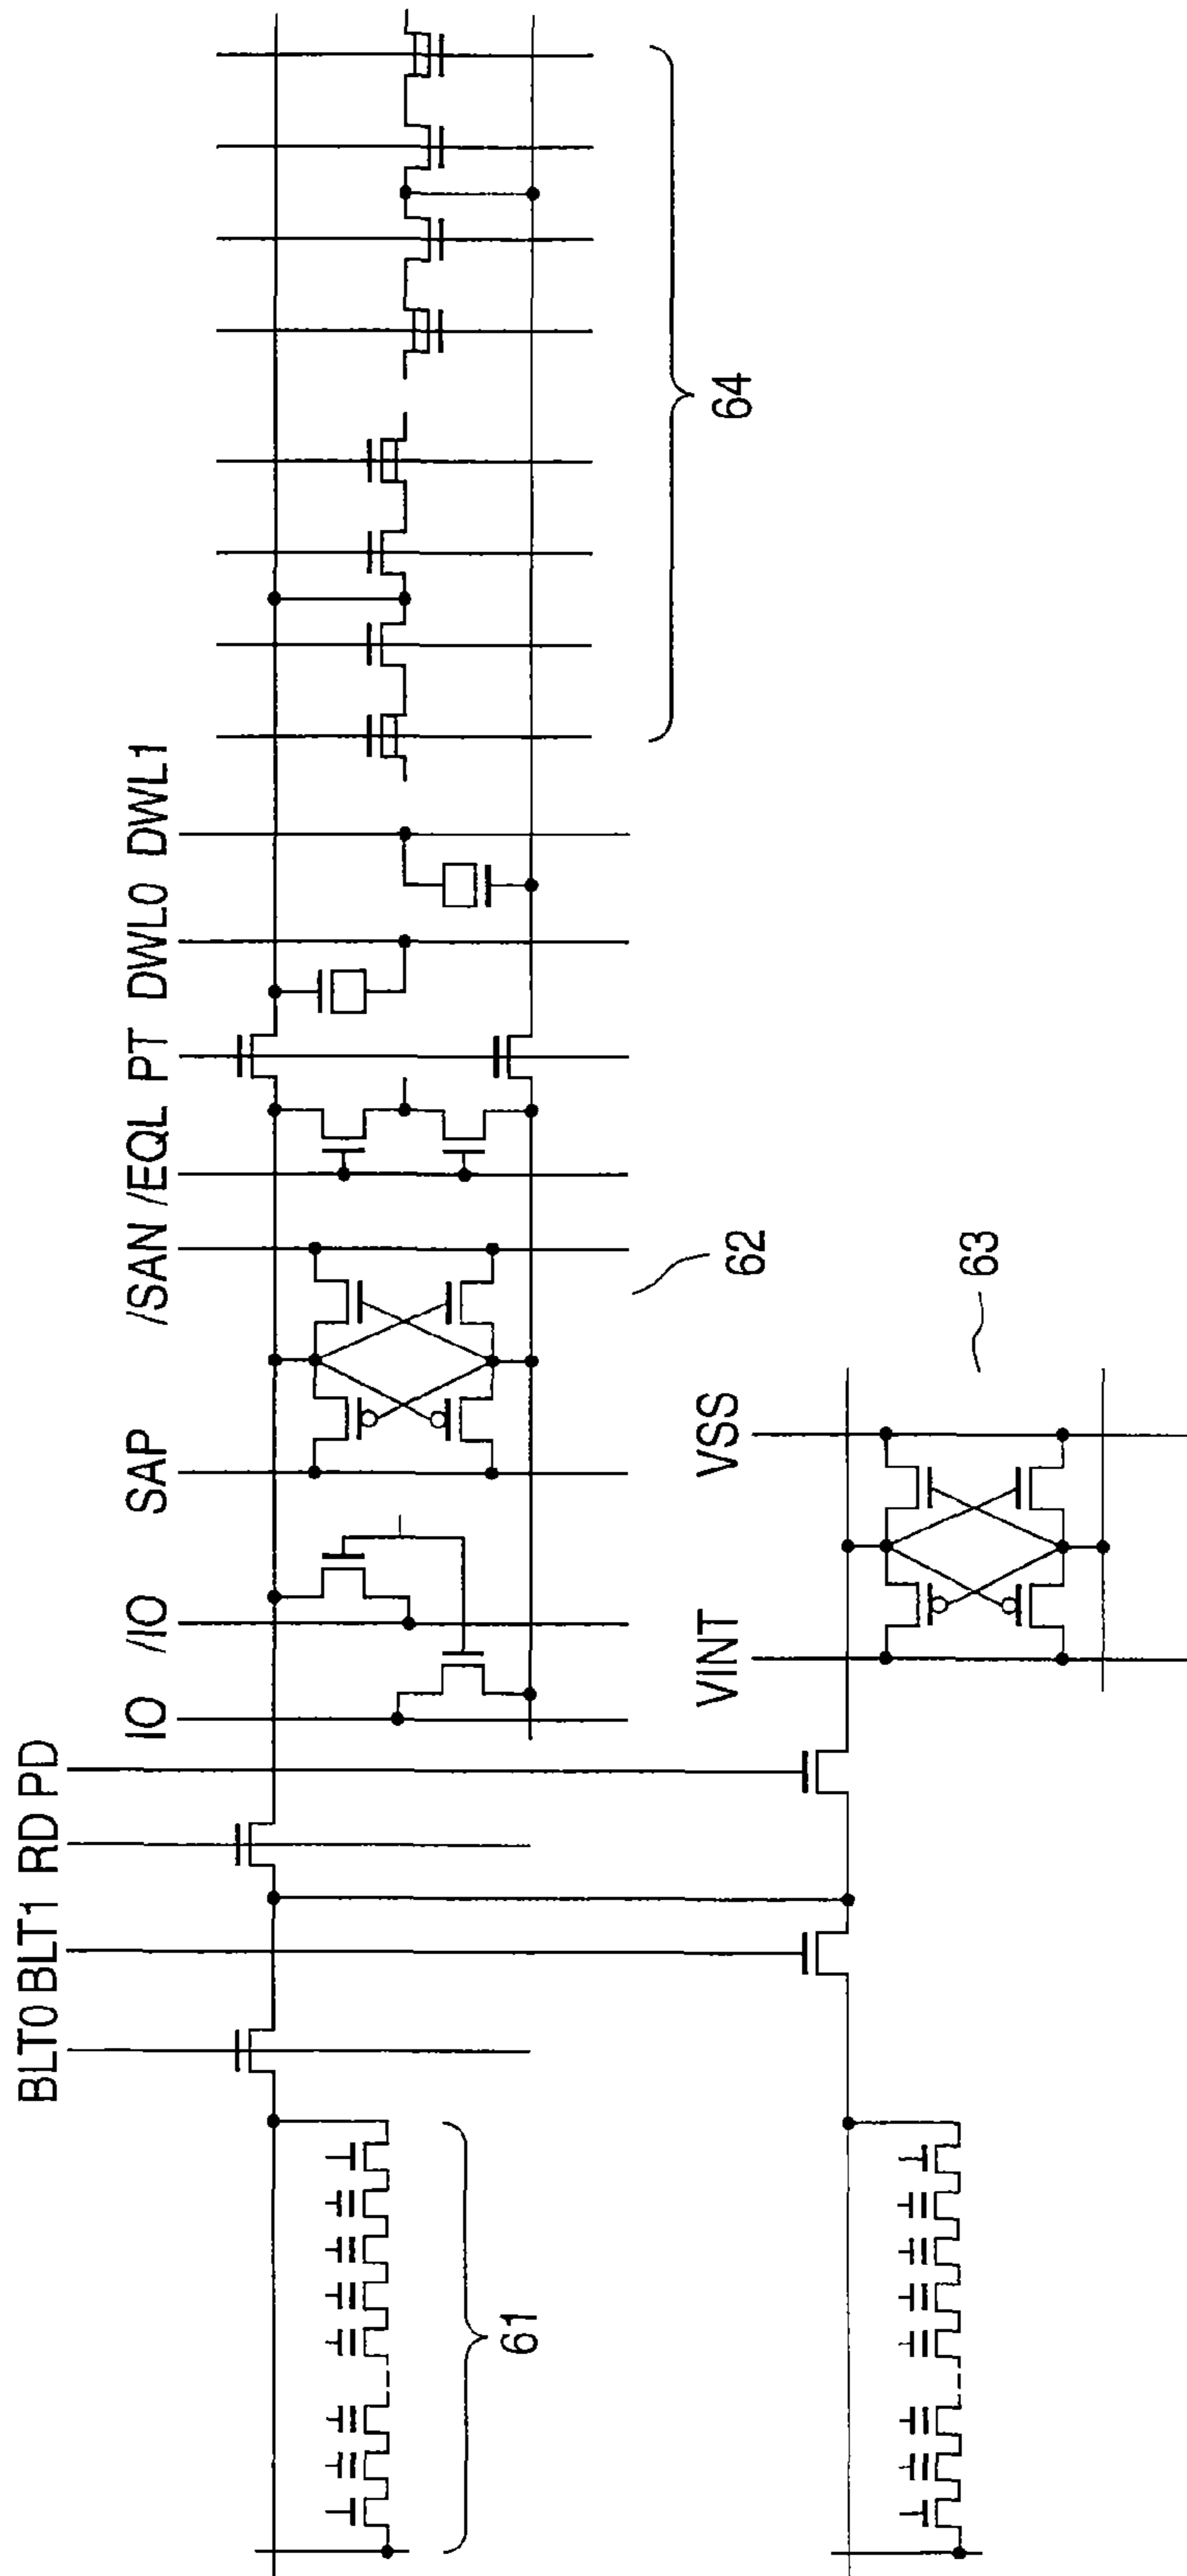 BLT0 BLT1 RD PD
IO /IO SAP /SAN /EQL PT DWL0 DWL1
61
62
64
VINT VSS
63